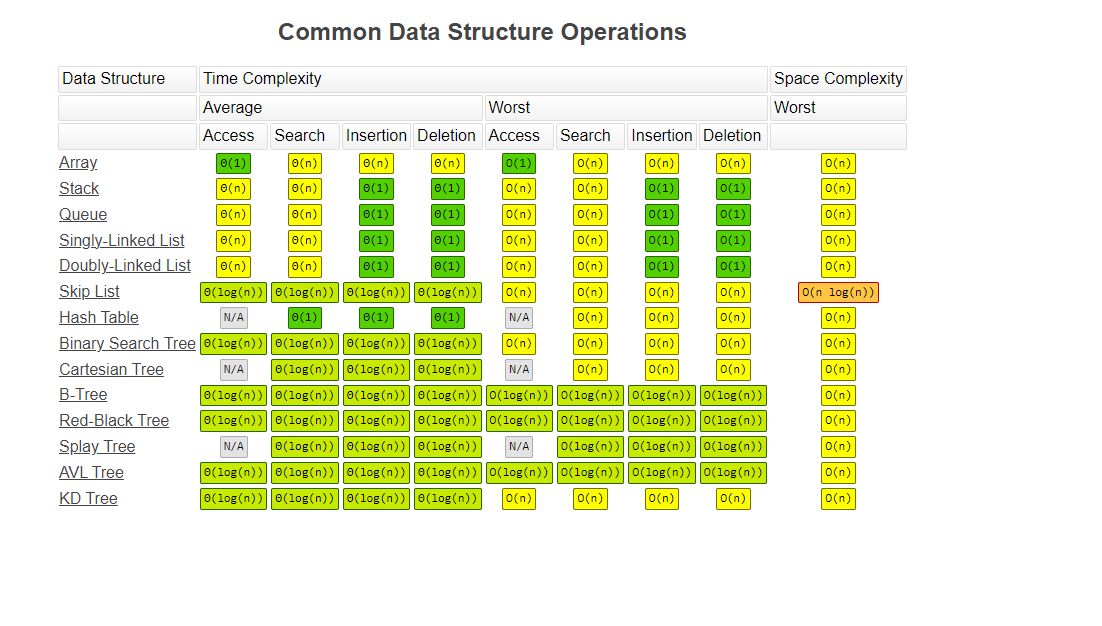 Common Data Structure Operations
Data Structure Time Complexity Space Complexity
Average Worst Worst
Access Search Insertion Deletion Access Search Insertion Deletion
Array Θ(1) Θ(n) Θ(n) Θ(n) O(1) O(n) O(n) O(n) O(n)
Stack Θ(n) Θ(n) Θ(1) Θ(1) O(n) O(n) O(1) O(1) O(n)
Queue Θ(n) Θ(n) Θ(1) Θ(1) O(n) O(n) O(1) O(1) O(n)
Singly-Linked List Θ(n) Θ(n) Θ(1) Θ(1) O(n) O(n) O(1) O(1) O(n)
Doubly-Linked List Θ(n) Θ(n) Θ(1) Θ(1) O(n) O(n) O(1) O(1) O(n)
Skip List Θ(log(n)) Θ(log(n)) Θ(log(n)) Θ(log(n)) O(n) O(n) O(n) O(n) O(n log(n))
Hash Table N/A Θ(1) Θ(1) Θ(1) N/A O(n) O(n) O(n) O(n)
Binary Search Tree Θ(log(n)) Θ(log(n)) Θ(log(n)) Θ(log(n)) O(n) O(n) O(n) O(n) O(n)
Cartesian Tree N/A Θ(log(n)) Θ(log(n)) Θ(log(n)) N/A O(n) O(n) O(n) O(n)
B-Tree Θ(log(n)) Θ(log(n)) Θ(log(n)) Θ(log(n)) O(log(n)) O(log(n)) O(log(n)) O(log(n)) O(n)
Red-Black Tree Θ(log(n)) Θ(log(n)) Θ(log(n)) Θ(log(n)) O(log(n)) O(log(n)) O(log(n)) O(log(n)) O(n)
Splay Tree N/A Θ(log(n)) Θ(log(n)) Θ(log(n)) N/A O(log(n)) O(log(n)) O(log(n)) O(n)
AVL Tree Θ(log(n)) Θ(log(n)) Θ(log(n)) Θ(log(n)) O(log(n)) O(log(n)) O(log(n)) O(log(n)) O(n)
KD Tree Θ(log(n)) Θ(log(n)) Θ(log(n)) Θ(log(n)) O(n) O(n) O(n) O(n) O(n)